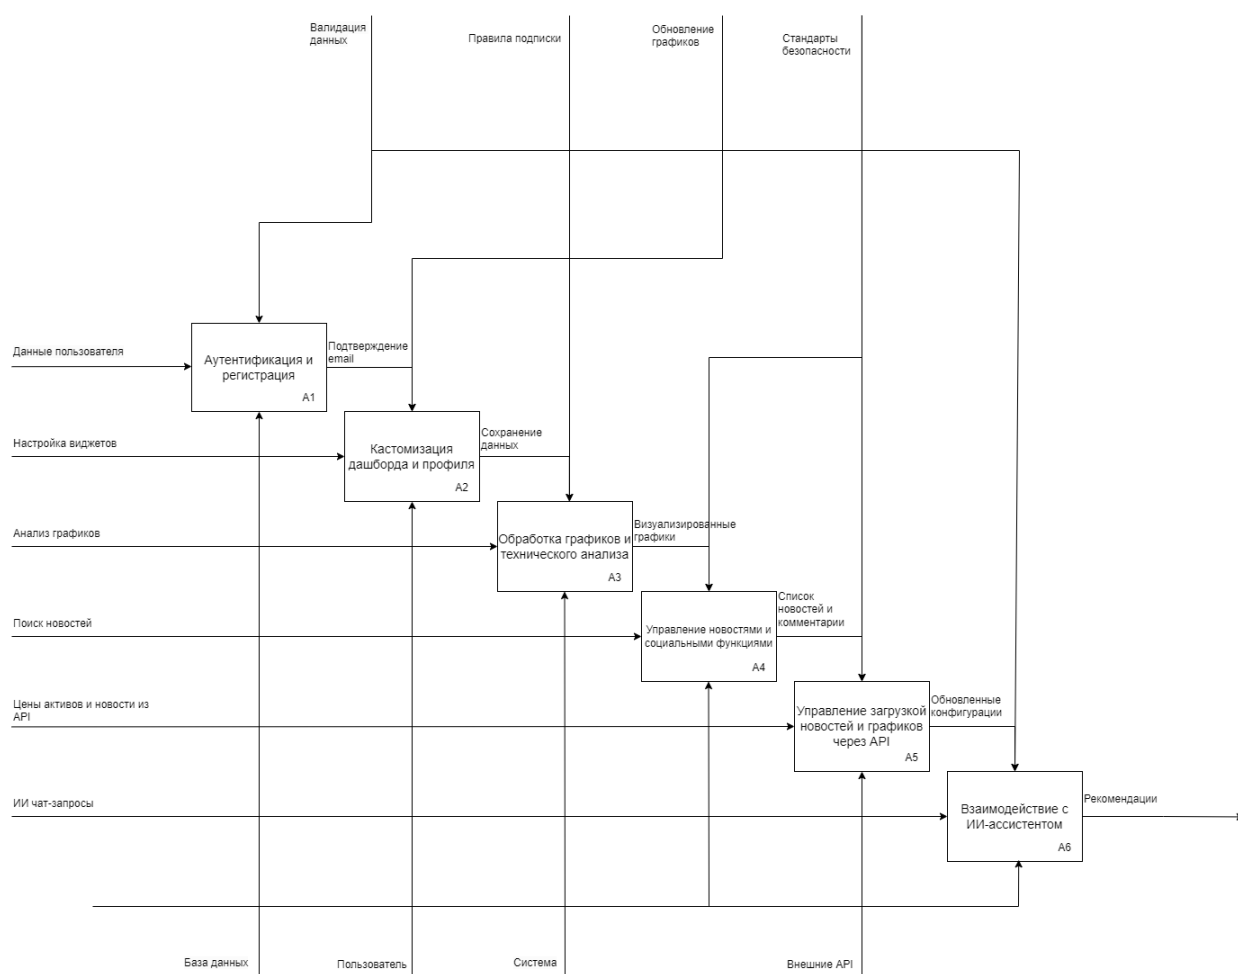 Валидация
данных
Правила подписки
Обновление
графиков
Стандарты
безопасности
Данные пользователя
Аутентификация и
регистрация
A1
Подтверждение
email
Настройка виджетов
Кастомизация
дашборда и профиля
A2
Сохранение
данных
Анализ графиков
Обработка графиков и
технического анализа
A3
Визуализированные
графики
Поиск новостей
Управление новостями и
социальными функциями
A4
Список
новостей и
комментарии
Цены активов и новости из
API
Управление загрузкой
новостей и графиков
через API
A5
Обновленные
конфигурации
ИИ чат-запросы
Взаимодействие с
ИИ-ассистентом
A6
Рекомендации
База данных
Пользователь
Система
Внешние API